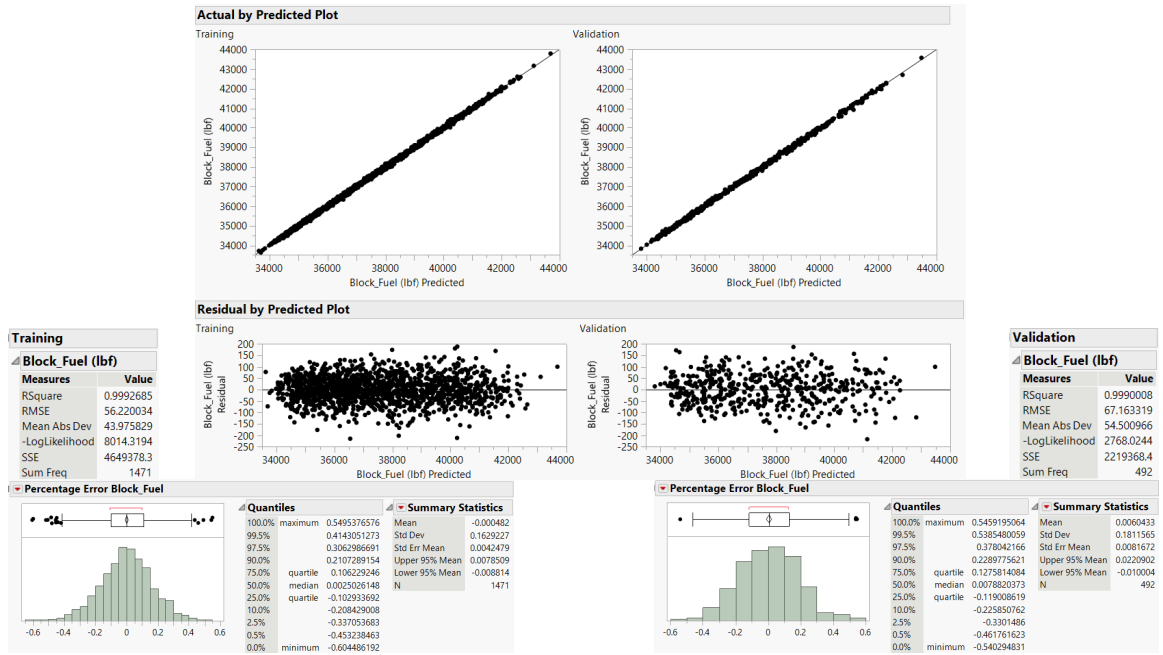 Actual by Predicted Plot
Training
Validation
44000
43000
42000
41000
40000
39000
38000
37000
36000
35000
34000
Block_Fuel (lbf)
34000 36000 38000 40000 42000 44000
Block_Fuel (lbf) Predicted
44000
43000
42000
41000
40000
39000
38000
37000
36000
35000
34000
Block_Fuel (lbf)
34000 36000 38000 40000 42000 44000
Block_Fuel (lbf) Predicted
Residual by Predicted Plot
Training
Validation
200
150
100
50
0
-50
-100
-150
-200
-250
Block_Fuel (lbf)
Residual
34000 36000 38000 40000 42000 44000
Block_Fuel (lbf) Predicted
200
150
100
50
0
-50
-100
-150
-200
-250
Block_Fuel (lbf)
Residual
34000 36000 38000 40000 42000 44000
Block_Fuel (lbf) Predicted
Training
Block_Fuel (lbf)
Measures Value
RSquare 0.9992685
RMSE 56.220034
Mean Abs Dev 43.975829
-LogLikelihood 8014.3194
SSE 4649378.3
Sum Freq 1471
Validation
Block_Fuel (lbf)
Measures Value
RSquare 0.9990008
RMSE 67.163319
Mean Abs Dev 54.500966
-LogLikelihood 2768.0244
SSE 2219368.4
Sum Freq 492
Percentage Error Block_Fuel
-0.6 -0.4 -0.2 0 0.2 0.4 0.6
Quantiles
100.0% maximum 0.5495376576
99.5% 0.4143051273
97.5% 0.3062986691
90.0% 0.2107289154
75.0% quartile 0.106229246
50.0% median 0.0025026148
25.0% quartile -0.102933692
10.0% -0.208429008
2.5% -0.337053683
0.5% -0.453238463
0.0% minimum -0.604486192
Summary Statistics
Mean -0.000482
Std Dev 0.1629227
Std Err Mean 0.0042479
Upper 95% Mean 0.0078509
Lower 95% Mean -0.008814
N 1471
Percentage Error Block_Fuel
-0.6 -0.4 -0.2 0 0.2 0.4 0.6
Quantiles
100.0% maximum 0.5459195064
99.5% 0.5385480059
97.5% 0.378042166
90.0% 0.2289775141
75.0% quartile 0.1275814084
50.0% median 0.0078820373
25.0% quartile -0.119008619
10.0% -0.225850762
2.5% -0.3301486
0.5% -0.461761623
0.0% minimum -0.540294831
Summary Statistics
Mean 0.0060433
Std Dev 0.1811565
Std Err Mean 0.0081672
Upper 95% Mean 0.0220902
Lower 95% Mean -0.010004
N 492